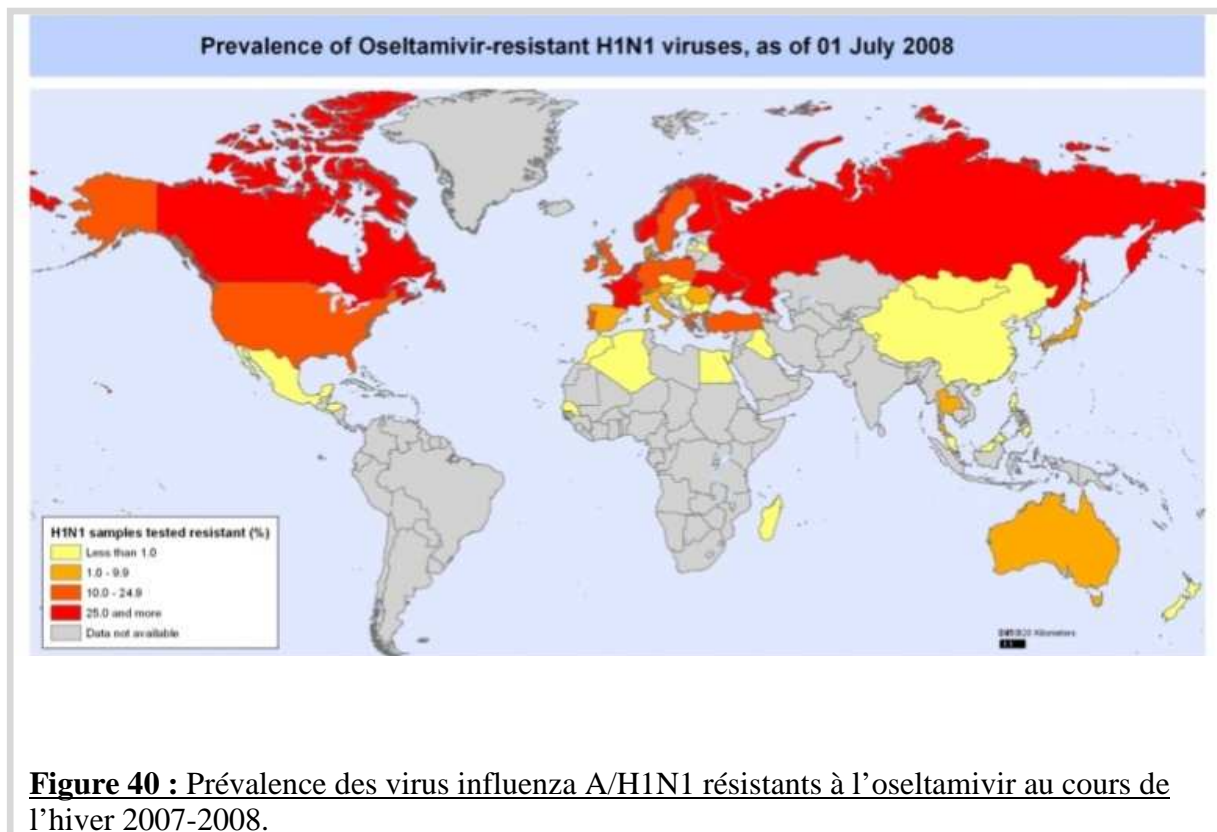 Prevalence of Oseltamivir-resistant H1N1 viruses, as of 01 July 2008
H1N1 samples tested resistant (%)
Less than 1.0
1.0 - 9.9
10.0 - 24.9
25.0 and more
Data not available
Kilometers
Figure 40 : Prévalence des virus influenza A/H1N1 résistants à l’oseltamivir au cours de
l’hiver 2007-2008.